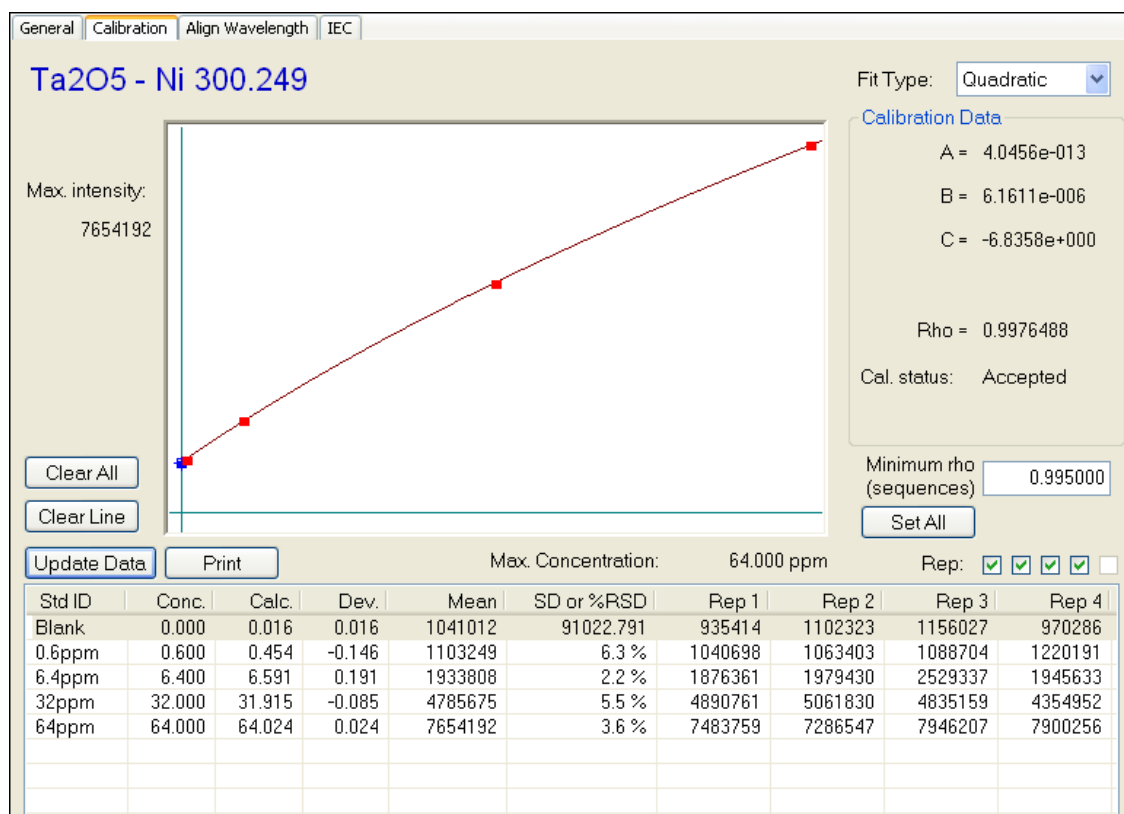 General Calibration Align Wavelength IEC
Ta2O5 - Ni 300.249
Fit Type: Quadratic
Calibration Data
A = 4.0456e-013
B = 6.1611e-006
C = -6.8358e+000
Rho = 0.9976488
Cal. status: Accepted
Max. intensity:
7654192
Clear All
Clear Line
Minimum rho
(sequences) 0.995000
Set All
Update Data Print Max. Concentration: 64.000 ppm Rep:
Std ID Conc. Calc. Dev. Mean SD or %RSD Rep 1 Rep 2 Rep 3 Rep 4
Blank 0.000 0.016 0.016 1041012 91022.791 935414 1102323 1156027 970286
0.6ppm 0.600 0.454 -0.146 1103249 6.3 % 1040698 1063403 1088704 1220191
6.4ppm 6.400 6.591 0.191 1933808 2.2 % 1876361 1979430 2529337 1945633
32ppm 32.000 31.915 -0.085 4785675 5.5 % 4890761 5061830 4835159 4354952
64ppm 64.000 64.024 0.024 7654192 3.6 % 7483759 7286547 7946207 7900256